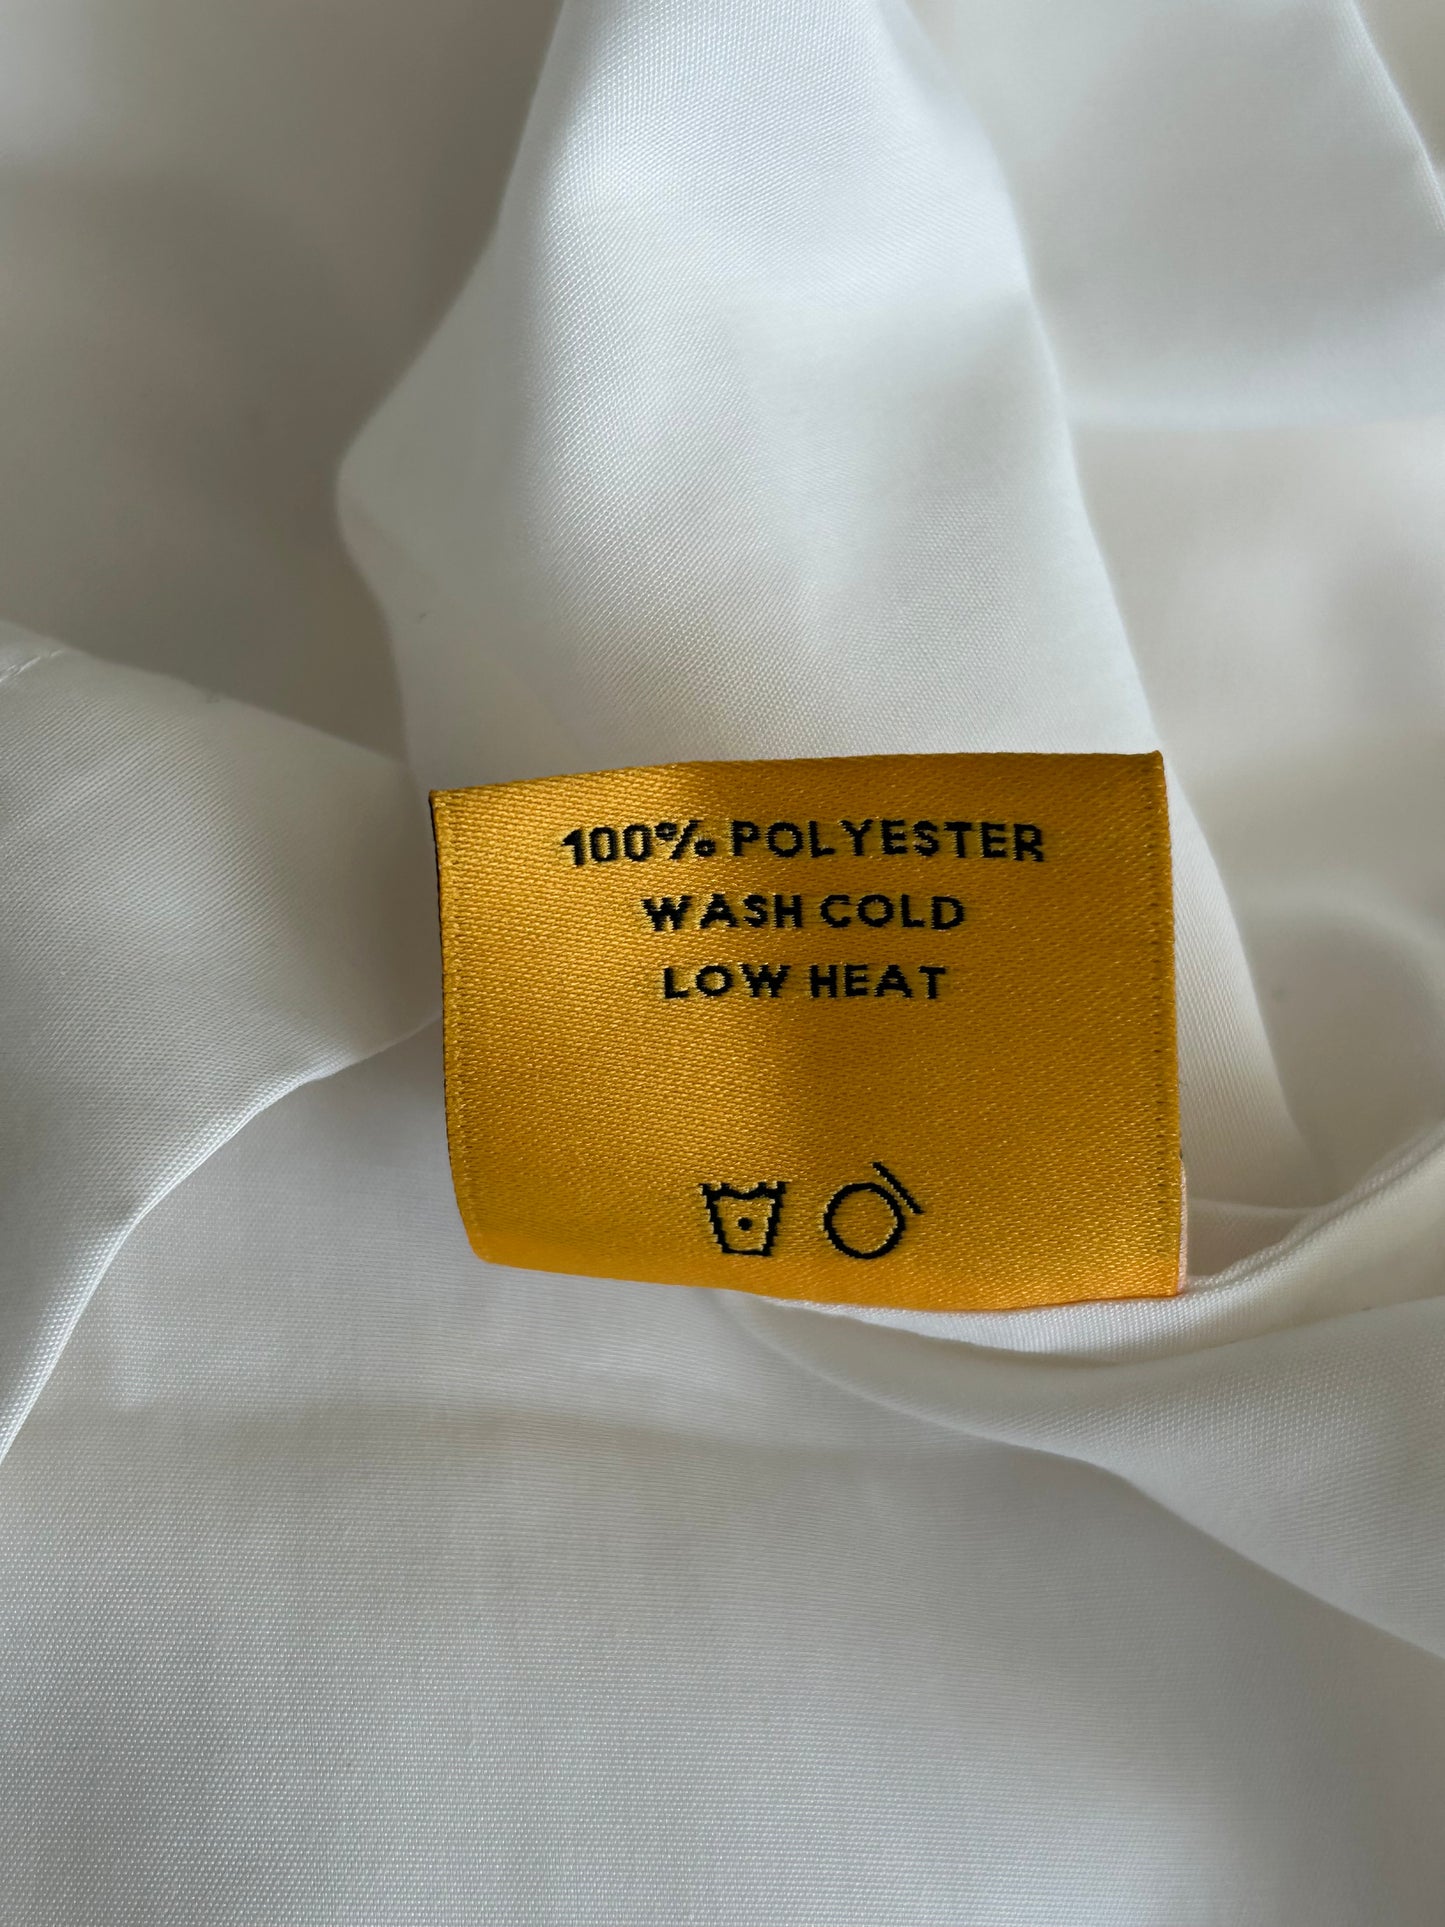 100% POLYESTER
WASH COLD
LOW HEAT